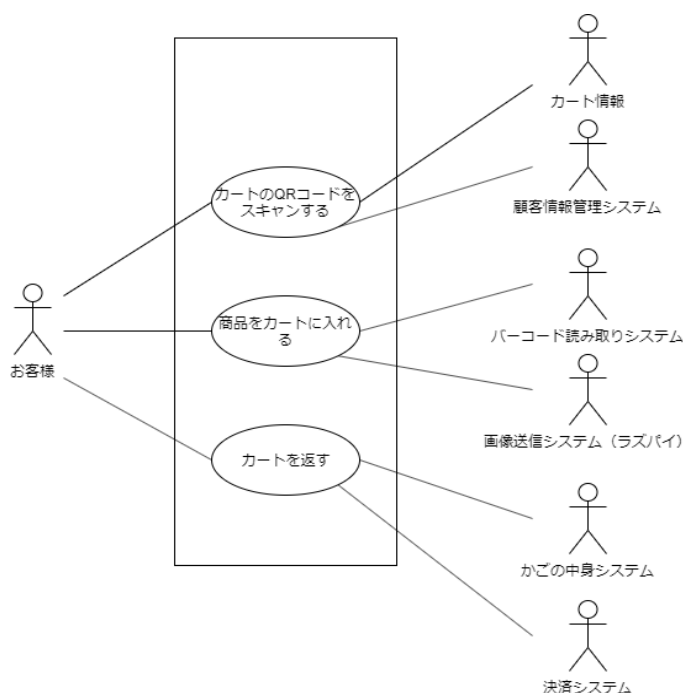 カート情報
カートのQRコードを
スキャンする
顧客情報管理システム
商品をカートに入れ
る
バーコード読み取りシステム
お客様
画像送信システム（ラズパイ）
カートを返す
かごの中身システム
決済システム